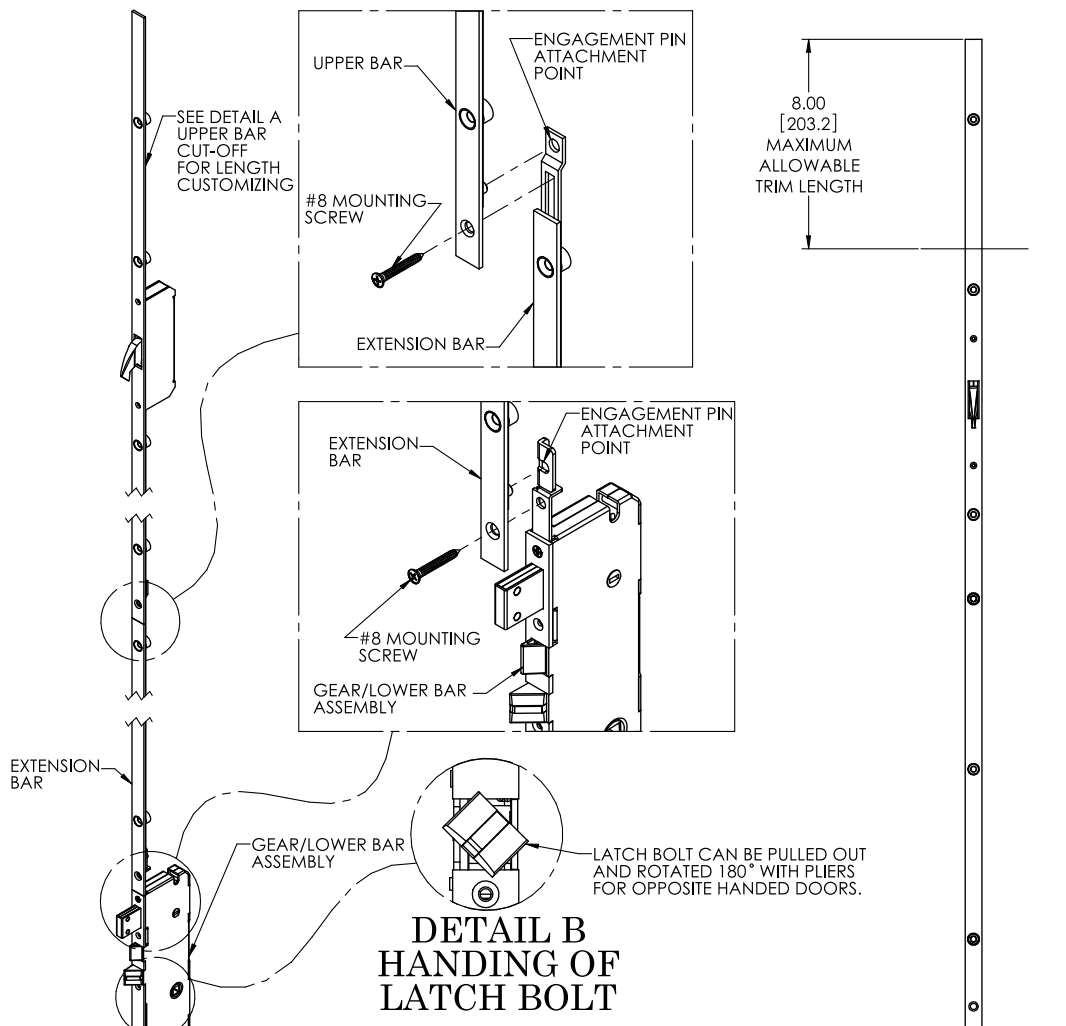 SEE DETAIL A
UPPER BAR
CUT-OFF
FOR LENGTH
CUSTOMIZING
UPPER BAR
ENGAGEMENT PIN
ATTACHMENT
POINT
#8 MOUNTING
SCREW
EXTENSION BAR
8.00
[203.2]
MAXIMUM
ALLOWABLE
TRIM LENGTH
EXTENSION
BAR
ENGAGEMENT PIN
ATTACHMENT
POINT
#8 MOUNTING
SCREW
GEAR/LOWER BAR
ASSEMBLY
EXTENSION
BAR
GEAR/LOWER BAR
ASSEMBLY
LATCH BOLT CAN BE PULLED OUT
AND ROTATED 180° WITH PLIERS
FOR OPPOSITE HANDED DOORS.
DETAIL B
HANDING OF
LATCH BOLT